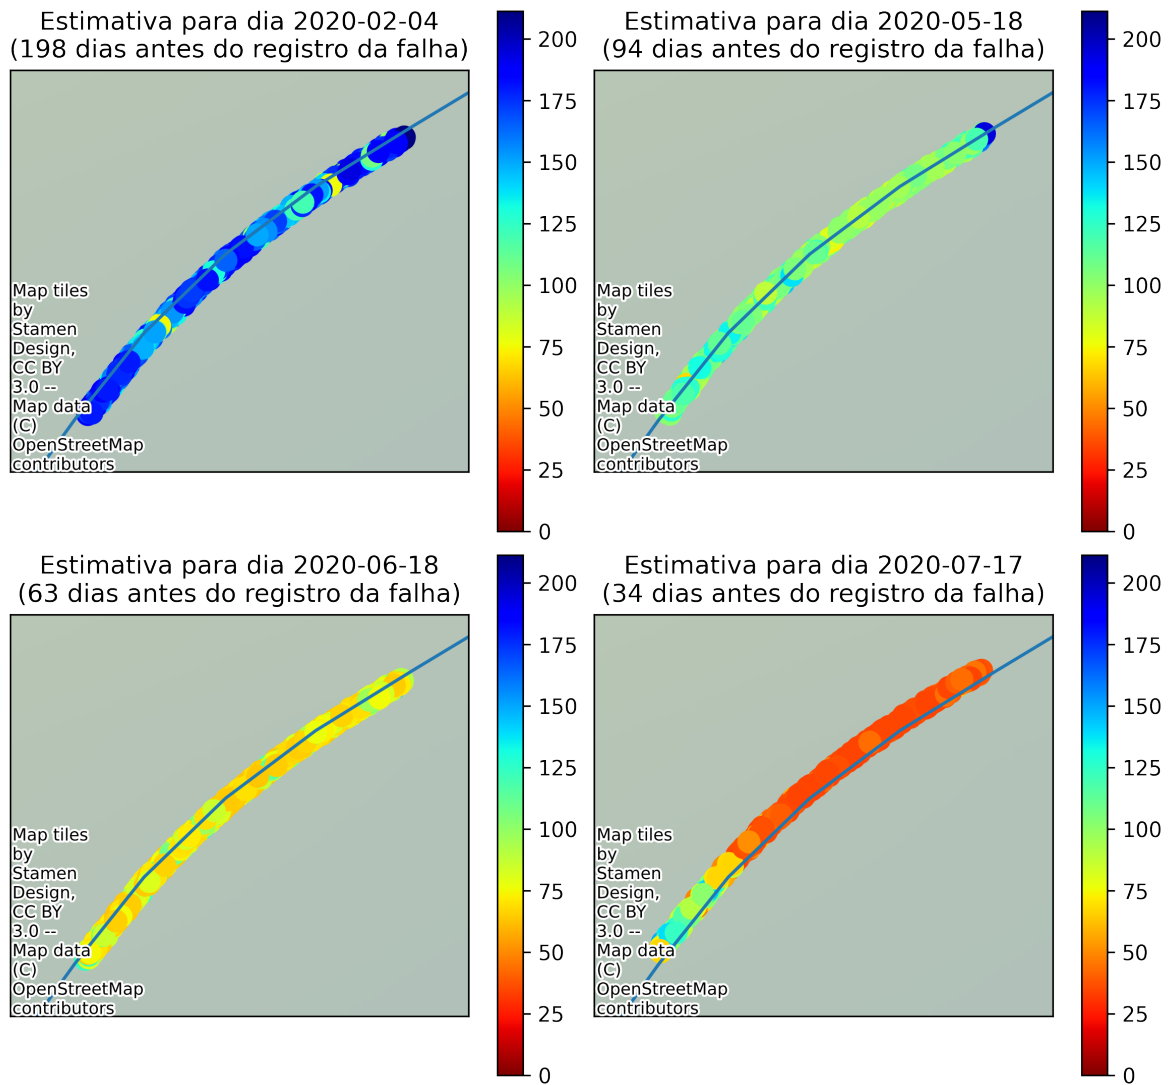 Estimativa para dia 2020-02-04
(198 dias antes do registro da falha)
200
175
150
125
100
75
50
25
0
Map tiles
by
Stamen
Design,
CC BY
3.0 --
Map data
(C)
OpenStreetMap
contributors
Estimativa para dia 2020-05-18
(94 dias antes do registro da falha)
200
175
150
125
100
75
50
25
0
Map tiles
by
Stamen
Design,
CC BY
3.0 --
Map data
(C)
OpenStreetMap
contributors
Estimativa para dia 2020-06-18
(63 dias antes do registro da falha)
200
175
150
125
100
75
50
25
0
Map tiles
by
Stamen
Design,
CC BY
3.0 --
Map data
(C)
OpenStreetMap
contributors
Estimativa para dia 2020-07-17
(34 dias antes do registro da falha)
200
175
150
125
100
75
50
25
0
Map tiles
by
Stamen
Design,
CC BY
3.0 --
Map data
(C)
OpenStreetMap
contributors